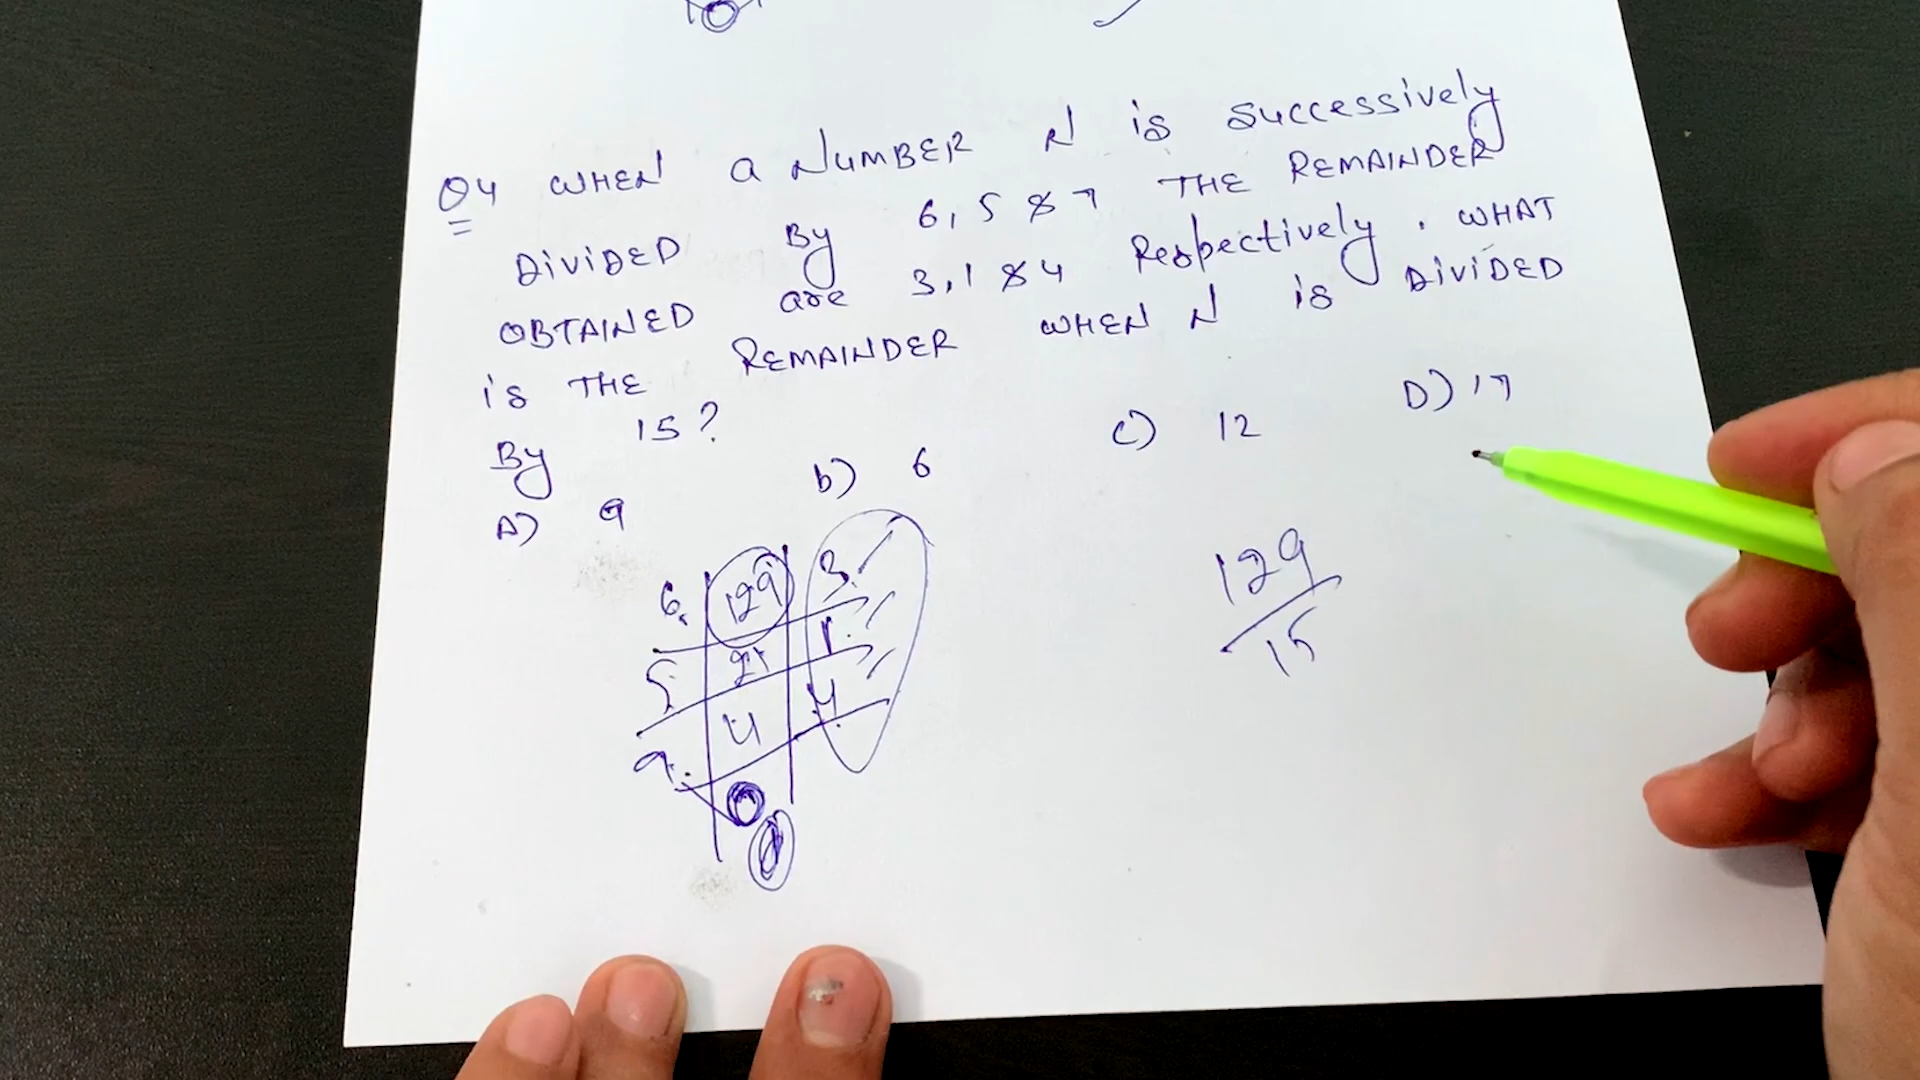 Q4 WHEN a NUMBER N is successively
DIVIDED By 6, 5 & 7 THE REMAINDER
OBTAINED are 3, 1 & 4 Respectively. WHAT
is THE REMAINDER WHEN N is DIVIDED
By 15?
A) 9 b) 6 C) 12 D) 17
6. 129 3
5 21 1.
4 4.
0
129
15